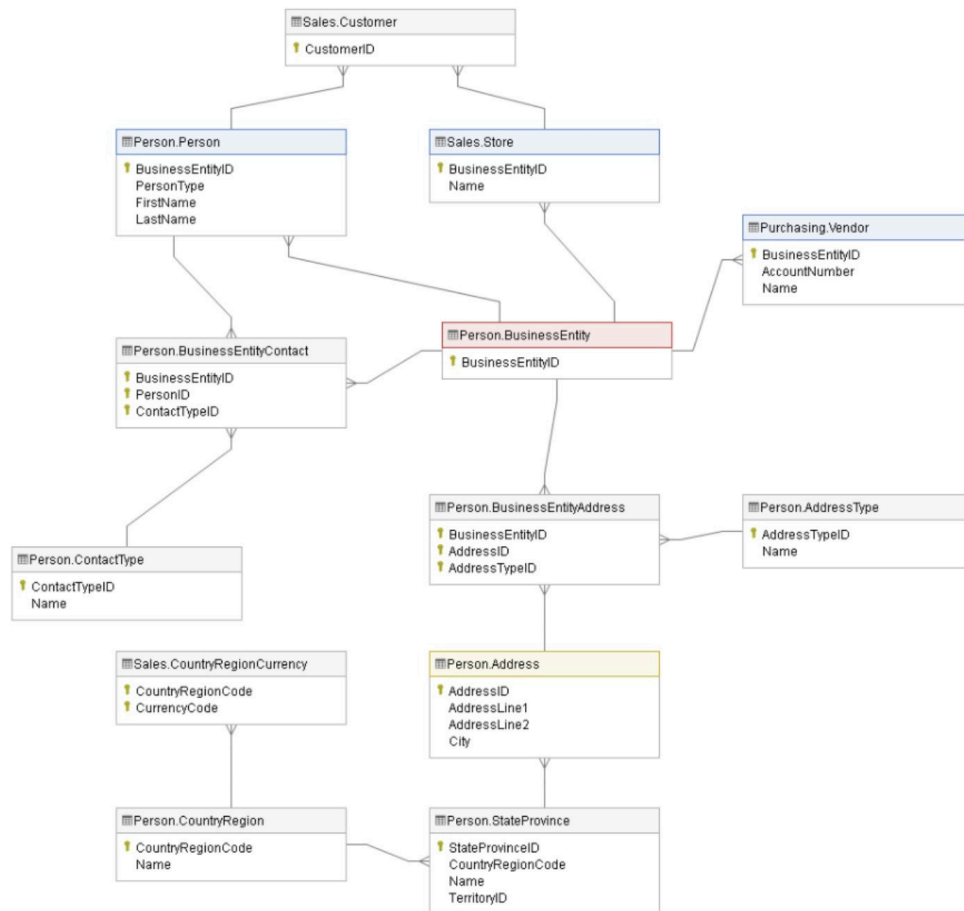 Sales.Customer
CustomerID
Person.Person
BusinessEntityID
PersonType
FirstName
LastName
Sales.Store
BusinessEntityID
Name
Purchasing.Vendor
BusinessEntityID
AccountNumber
Name
Person.BusinessEntity
BusinessEntityID
Person.BusinessEntityContact
BusinessEntityID
PersonID
ContactTypeID
Person.BusinessEntityAddress
BusinessEntityID
AddressID
AddressTypeID
Person.AddressType
AddressTypeID
Name
Person.ContactType
ContactTypeID
Name
Sales.CountryRegionCurrency
CountryRegionCode
CurrencyCode
Person.Address
AddressID
AddressLine1
AddressLine2
City
Person.CountryRegion
CountryRegionCode
Name
Person.StateProvince
StateProvinceID
CountryRegionCode
Name
TerritoryID